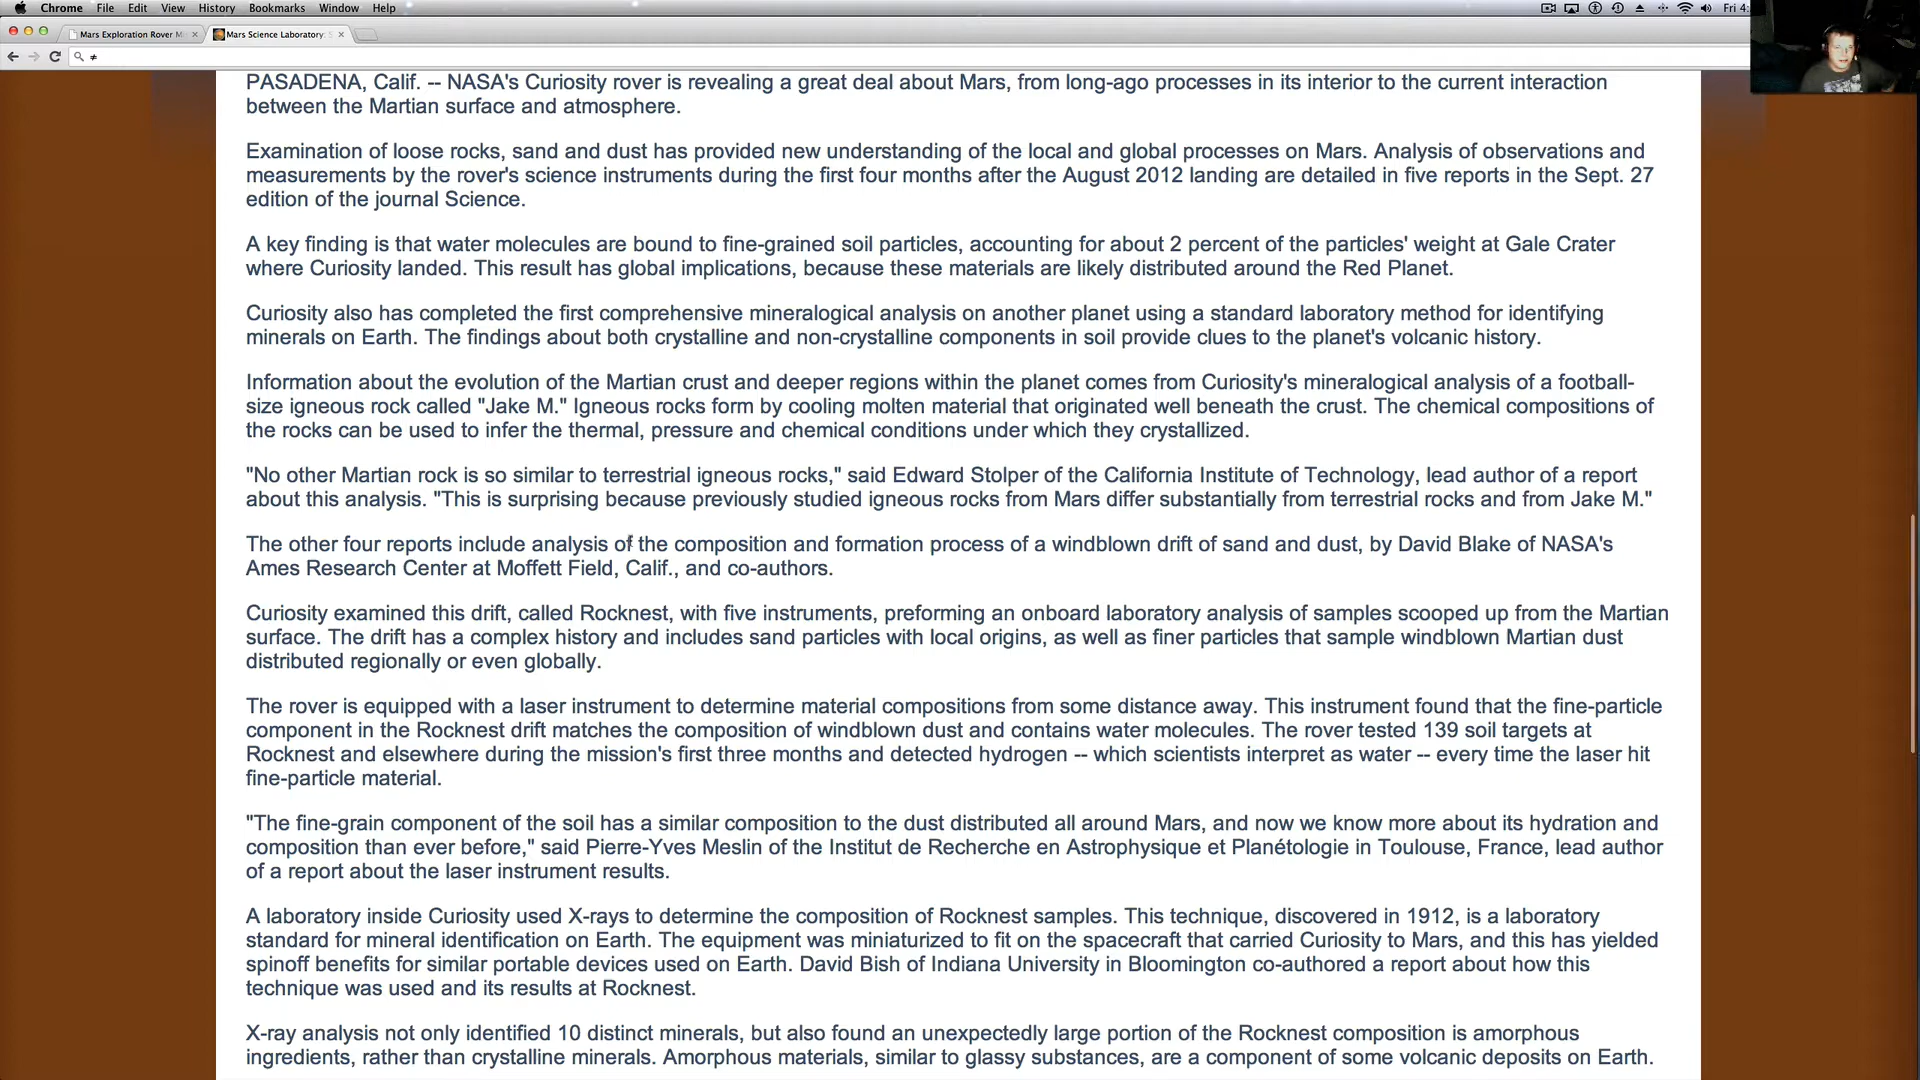 Chrome File Edit View History Bookmarks Window Help Fri 4:
Mars Exploration Rover M Mars Science Laboratory: S
≠
PASADENA, Calif. -- NASA's Curiosity rover is revealing a great deal about Mars, from long-ago processes in its interior to the current interaction
between the Martian surface and atmosphere.
Examination of loose rocks, sand and dust has provided new understanding of the local and global processes on Mars. Analysis of observations and
measurements by the rover's science instruments during the first four months after the August 2012 landing are detailed in five reports in the Sept. 27
edition of the journal Science.
A key finding is that water molecules are bound to fine-grained soil particles, accounting for about 2 percent of the particles' weight at Gale Crater
where Curiosity landed. This result has global implications, because these materials are likely distributed around the Red Planet.
Curiosity also has completed the first comprehensive mineralogical analysis on another planet using a standard laboratory method for identifying
minerals on Earth. The findings about both crystalline and non-crystalline components in soil provide clues to the planet's volcanic history.
Information about the evolution of the Martian crust and deeper regions within the planet comes from Curiosity's mineralogical analysis of a football-
size igneous rock called "Jake M." Igneous rocks form by cooling molten material that originated well beneath the crust. The chemical compositions of
the rocks can be used to infer the thermal, pressure and chemical conditions under which they crystallized.
"No other Martian rock is so similar to terrestrial igneous rocks," said Edward Stolper of the California Institute of Technology, lead author of a report
about this analysis. "This is surprising because previously studied igneous rocks from Mars differ substantially from terrestrial rocks and from Jake M."
The other four reports include analysis of the composition and formation process of a windblown drift of sand and dust, by David Blake of NASA's
Ames Research Center at Moffett Field, Calif., and co-authors.
Curiosity examined this drift, called Rocknest, with five instruments, preforming an onboard laboratory analysis of samples scooped up from the Martian
surface. The drift has a complex history and includes sand particles with local origins, as well as finer particles that sample windblown Martian dust
distributed regionally or even globally.
The rover is equipped with a laser instrument to determine material compositions from some distance away. This instrument found that the fine-particle
component in the Rocknest drift matches the composition of windblown dust and contains water molecules. The rover tested 139 soil targets at
Rocknest and elsewhere during the mission's first three months and detected hydrogen -- which scientists interpret as water -- every time the laser hit
fine-particle material.
"The fine-grain component of the soil has a similar composition to the dust distributed all around Mars, and now we know more about its hydration and
composition than ever before," said Pierre-Yves Meslin of the Institut de Recherche en Astrophysique et Planétologie in Toulouse, France, lead author
of a report about the laser instrument results.
A laboratory inside Curiosity used X-rays to determine the composition of Rocknest samples. This technique, discovered in 1912, is a laboratory
standard for mineral identification on Earth. The equipment was miniaturized to fit on the spacecraft that carried Curiosity to Mars, and this has yielded
spinoff benefits for similar portable devices used on Earth. David Bish of Indiana University in Bloomington co-authored a report about how this
technique was used and its results at Rocknest.
X-ray analysis not only identified 10 distinct minerals, but also found an unexpectedly large portion of the Rocknest composition is amorphous
ingredients, rather than crystalline minerals. Amorphous materials, similar to glassy substances, are a component of some volcanic deposits on Earth.